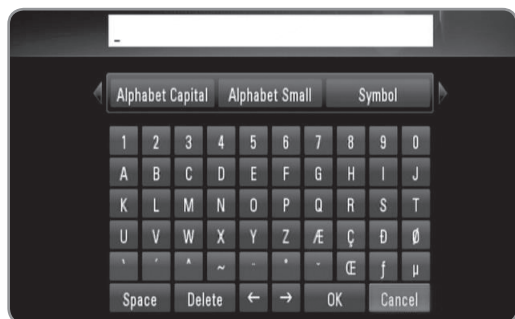 _
Alphabet Capital Alphabet Small Symbol
1 2 3 4 5 6 7 8 9 0
A B C D E F G H I J
K L M N O P Q R S T
U V W X Y Z Æ Ç Ð Ø
` ´ ^ ~ Œ ƒ µ
Space Delete ← → OK Cancel